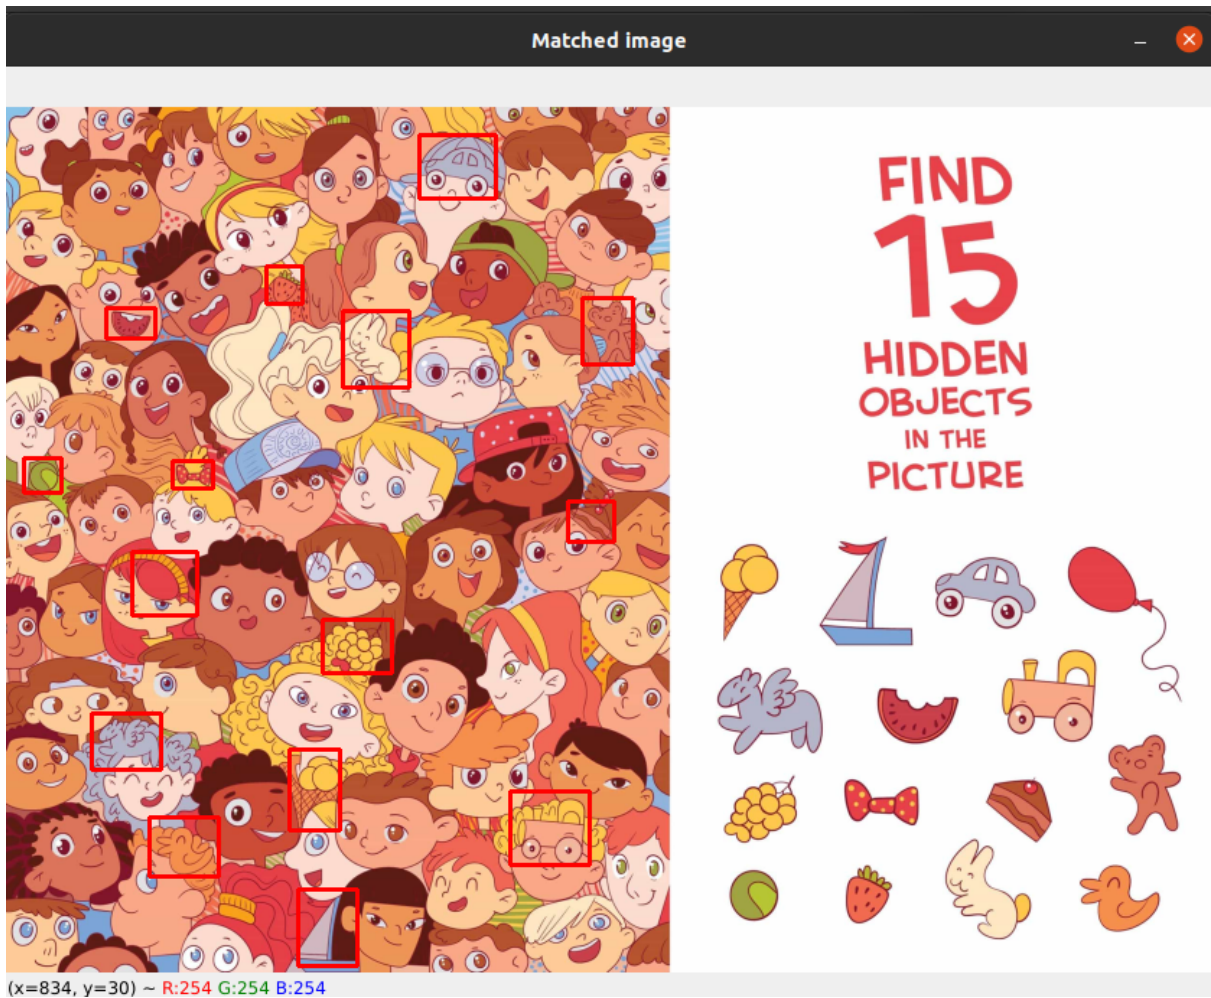 Matched image
FIND
15
HIDDEN
OBJECTS
IN THE
PICTURE
(x=834, y=30) ~ R:254 G:254 B:254